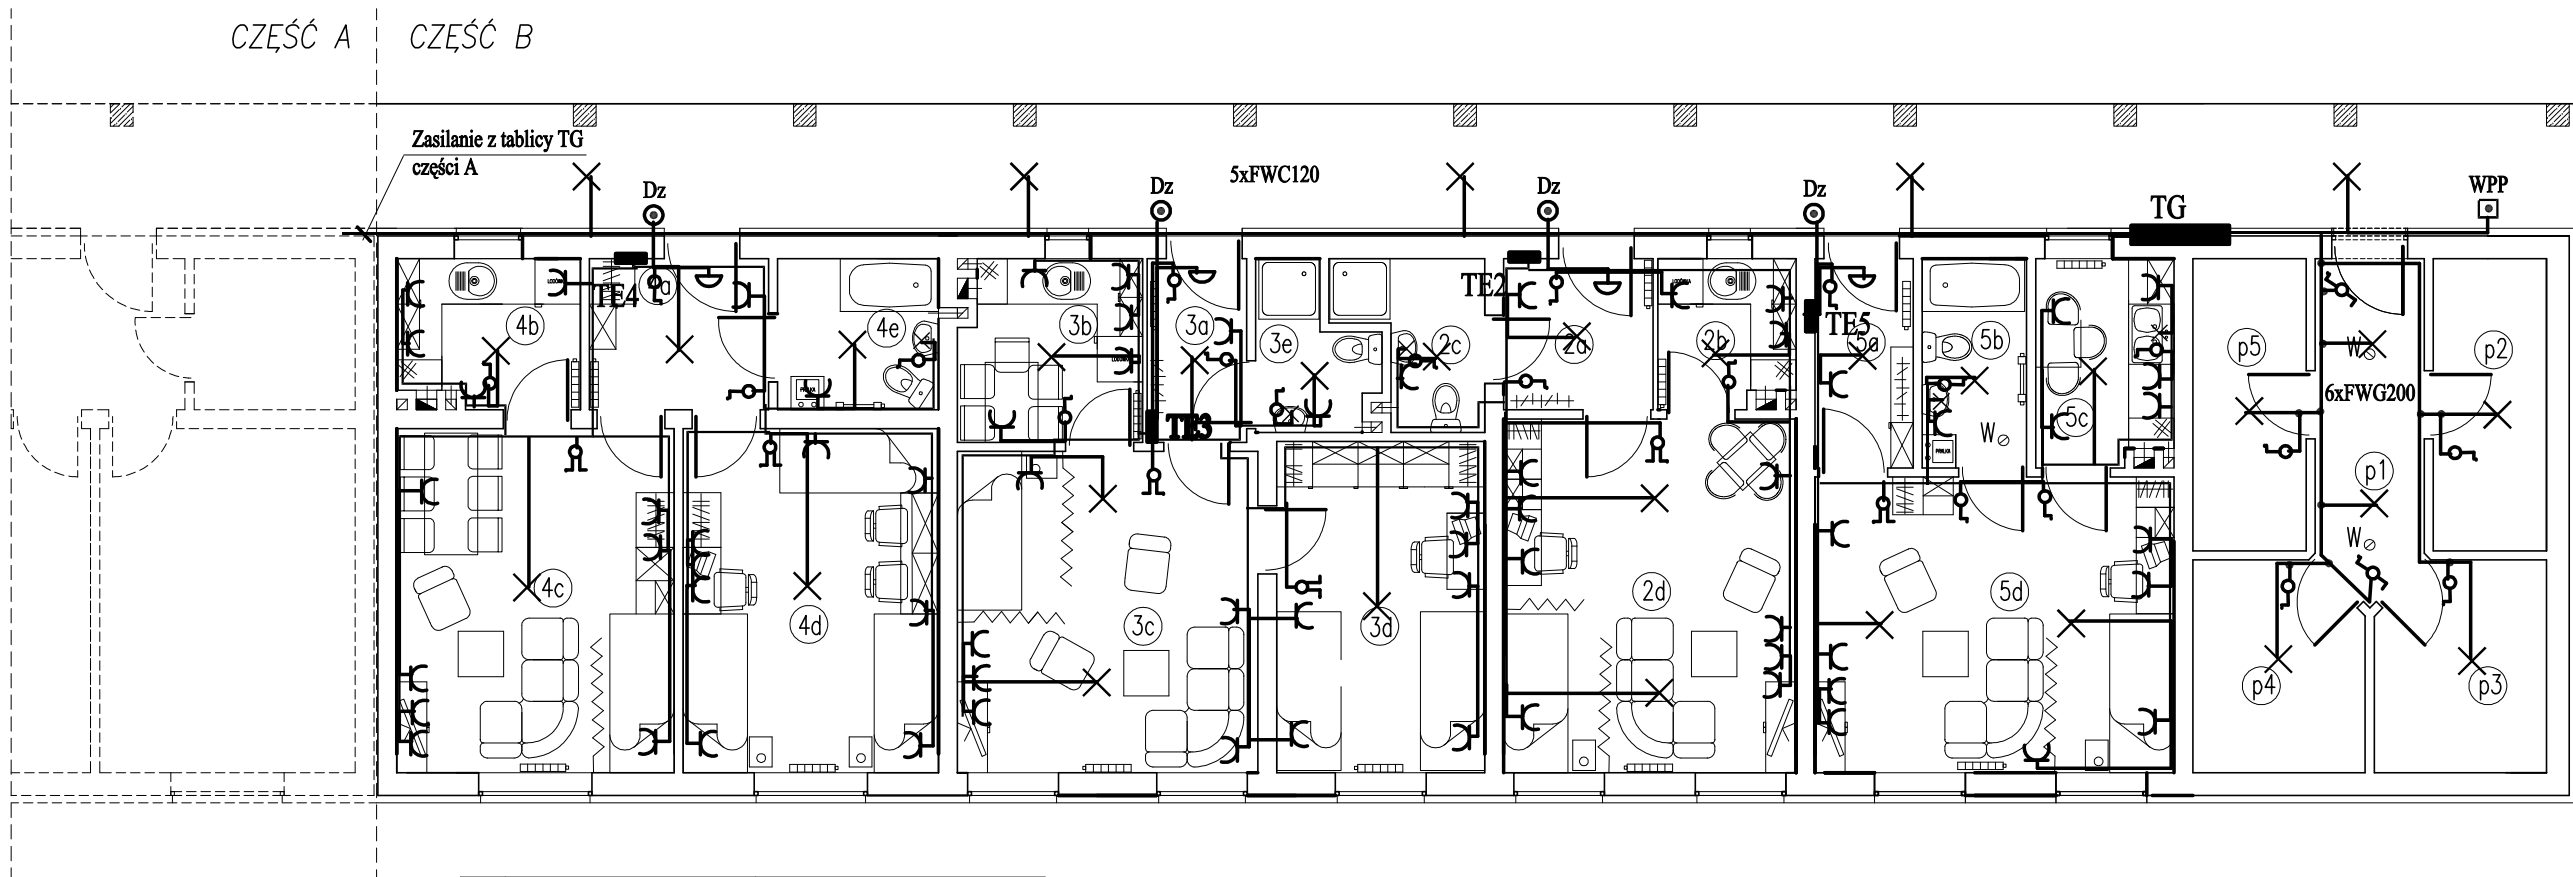 CZĘŚĆ A
CZĘŚĆ B
Zasilanie z tablicy TG
części A
5xFWC120
Dz
Dz
Dz
Dz
WPP
TG
TE4
TE3
TE2
TE5
4b
4e
3b
3a
3e
2c
2a
2b
5a
5b
5c
p5
p2
W
6xFWG200
W
p1
W
4c
4d
3c
3d
2d
5d
p4
p3
PRALKA
PRALKA